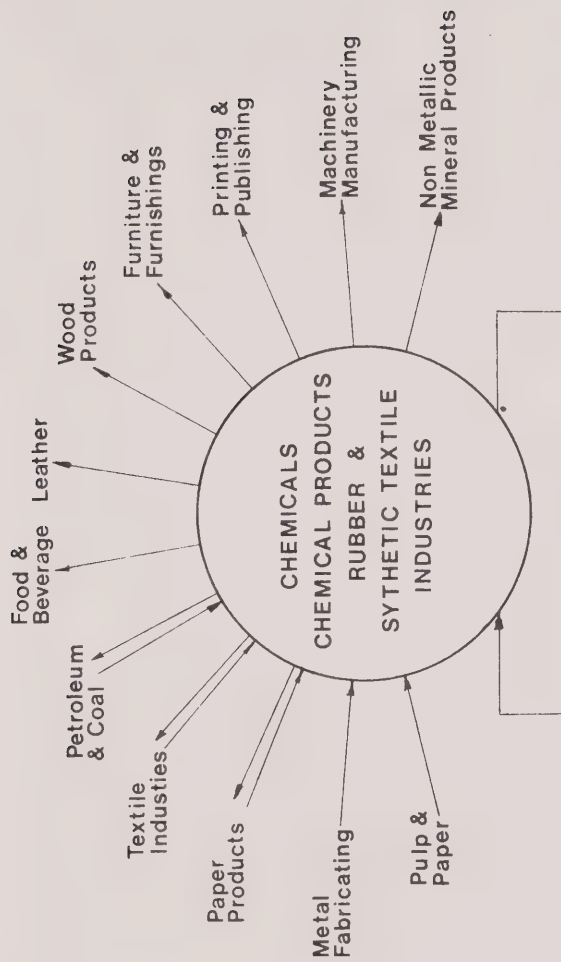 Food &
Beverage
Leather
Wood
Products
Furniture &
Furnishings
Printing &
Publishing
Machinery
Manufacturing
Non Metallic
Mineral Products
Petroleum
& Coal
Textile
Industies
Paper
Products
Metal
Fabricating
Pulp &
Paper
CHEMICALS
CHEMICAL PRODUCTS
RUBBER &
SYTHETIC TEXTILE
INDUSTRIES